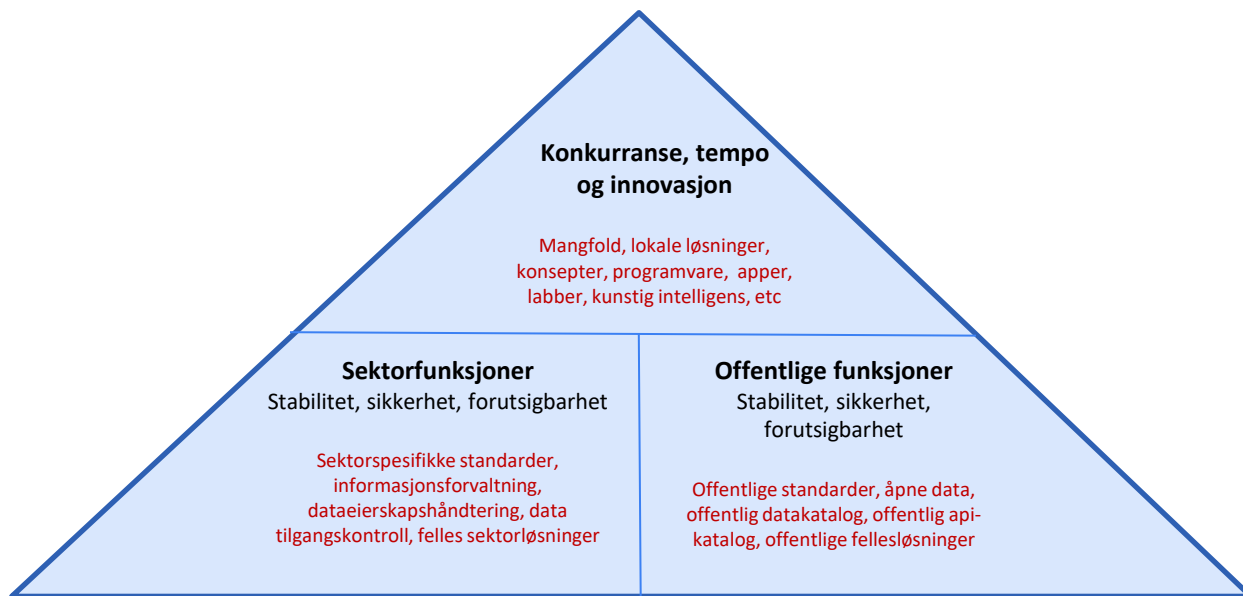 Konkurranse, tempo
og innovasjon
Mangfold, lokale løsninger,
konsepter, programvare, apper,
labber, kunstig intelligens, etc
Sektorfunksjoner
Stabilitet, sikkerhet, forutsigbarhet
Sektorspesifikke standarder,
informasjonsforvaltning,
dataeierskapshåndtering, data
tilgangskontroll, felles sektorløsninger
Offentlige funksjoner
Stabilitet, sikkerhet,
forutsigbarhet
Offentlige standarder, åpne data,
offentlig datakatalog, offentlig api-
katalog, offentlige fellesløsninger